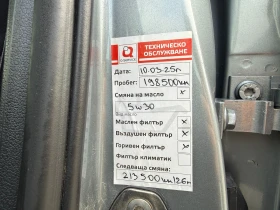 ТЕХНИЧЕСКО
ОБСЛУЖВАНЕ
Дата: 10.03.25г
Пробег: 198500км
Смяна на масло x
5w30
Маслен филтър x
Въздушен филтър x
Горивен филтър x
Филтър климатик
Следваща смяна:
213500км/26г